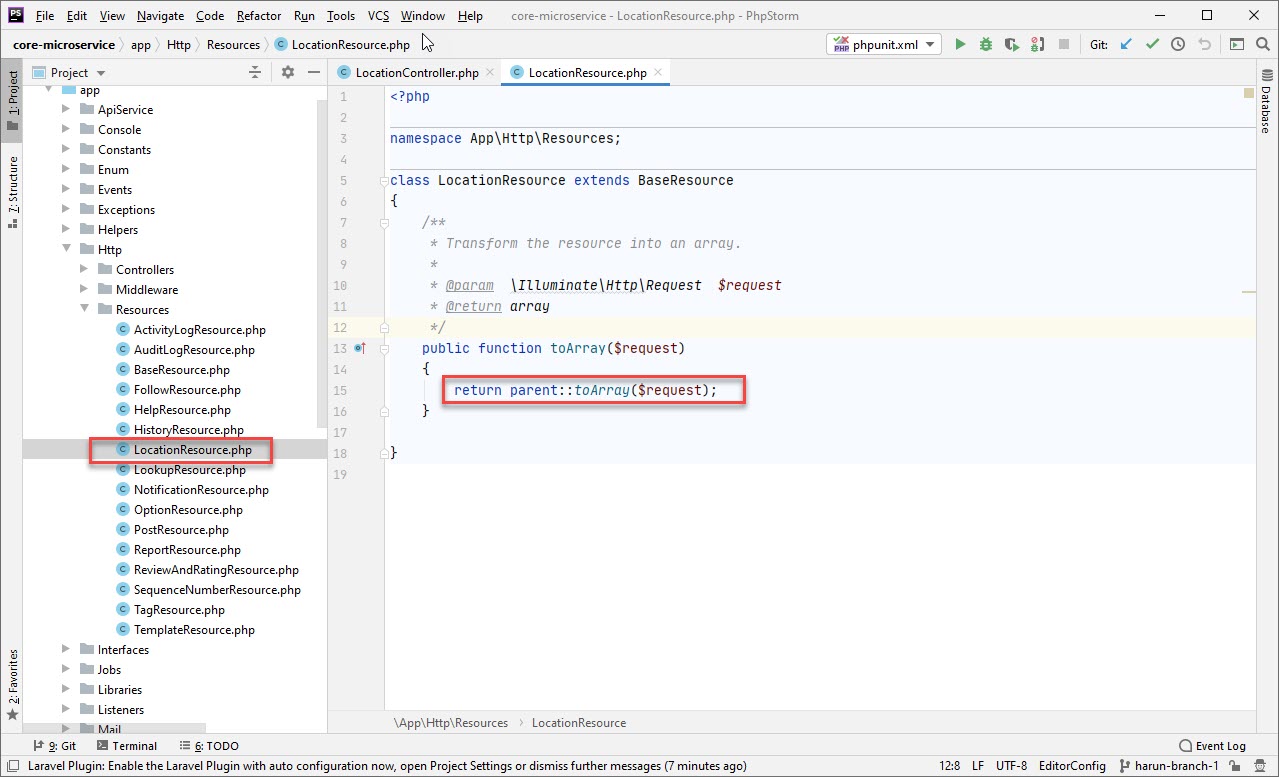 PS File Edit View Navigate Code Refactor Run Tools VCS Window Help core-microservice - LocationResource.php - PhpStorm
core-microservice app Http Resources LocationResource.php PHP phpunit.xml Git:
1: Project
7: Structure
2: Favorites
Project
app
ApiService
Console
Constants
Enum
Events
Exceptions
Helpers
Http
Controllers
Middleware
Resources
ActivityLogResource.php
AuditLogResource.php
BaseResource.php
FollowResource.php
HelpResource.php
HistoryResource.php
LocationResource.php
LookupResource.php
NotificationResource.php
OptionResource.php
PostResource.php
ReportResource.php
ReviewAndRatingResource.php
SequenceNumberResource.php
TagResource.php
TemplateResource.php
Interfaces
Jobs
Libraries
Listeners
Mail
LocationController.php LocationResource.php
1 <?php
2
3 namespace App\Http\Resources;
4
5 class LocationResource extends BaseResource
6 {
7 /**
8 * Transform the resource into an array.
9 *
10 * @param \Illuminate\Http\Request $request
11 * @return array
12 */
13 public function toArray($request)
14 {
15 return parent::toArray($request);
16 }
17
18 }
19
\App\Http\Resources LocationResource
Database
9: Git Terminal 6: TODO Event Log
Laravel Plugin: Enable the Laravel Plugin with auto configuration now, open Project Settings or dismiss further messages (7 minutes ago) 12:8 LF UTF-8 EditorConfig harun-branch-1